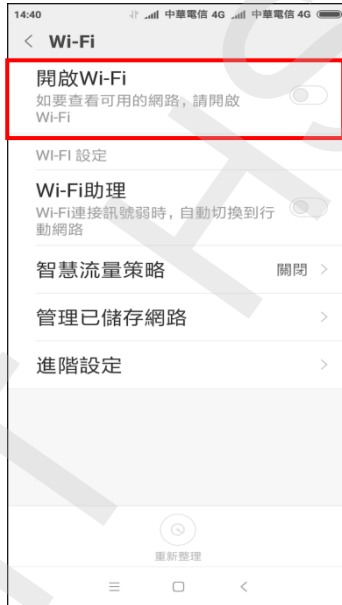 14:40 中華電信 4G 中華電信 4G
Wi-Fi
開啟Wi-Fi
如要查看可用的網路，請開啟
Wi-Fi
WI-FI 設定
Wi-Fi助理
Wi-Fi連接訊號弱時，自動切換到行
動網路
智慧流量策略 關閉
管理已儲存網路
進階設定
重新整理